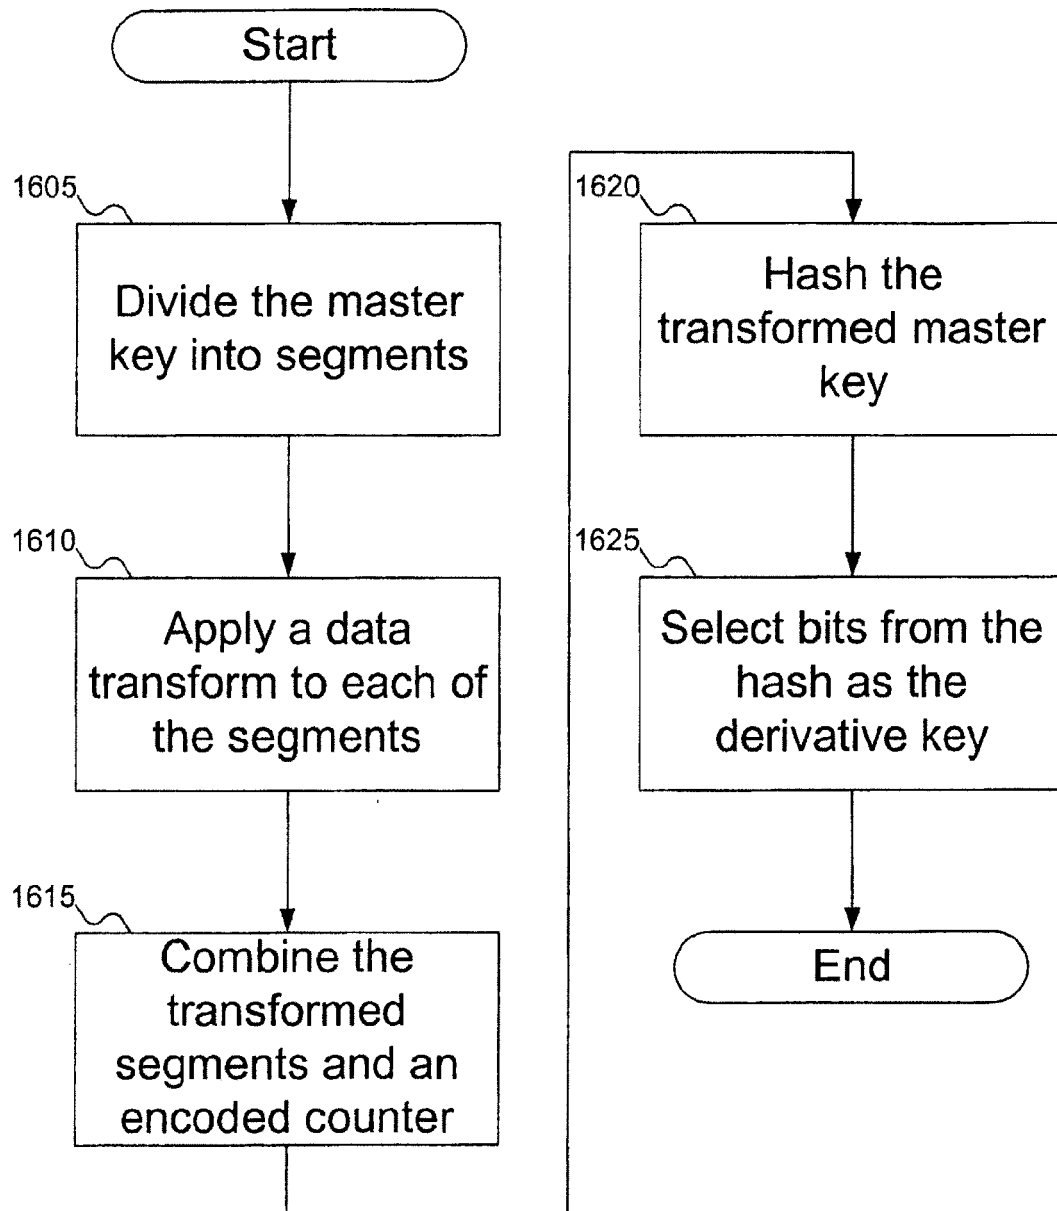 Start
1605
Divide the master
key into segments
1610
Apply a data
transform to each of
the segments
1615
Combine the
transformed
segments and an
encoded counter
1620
Hash the
transformed master
key
1625
Select bits from the
hash as the
derivative key
End